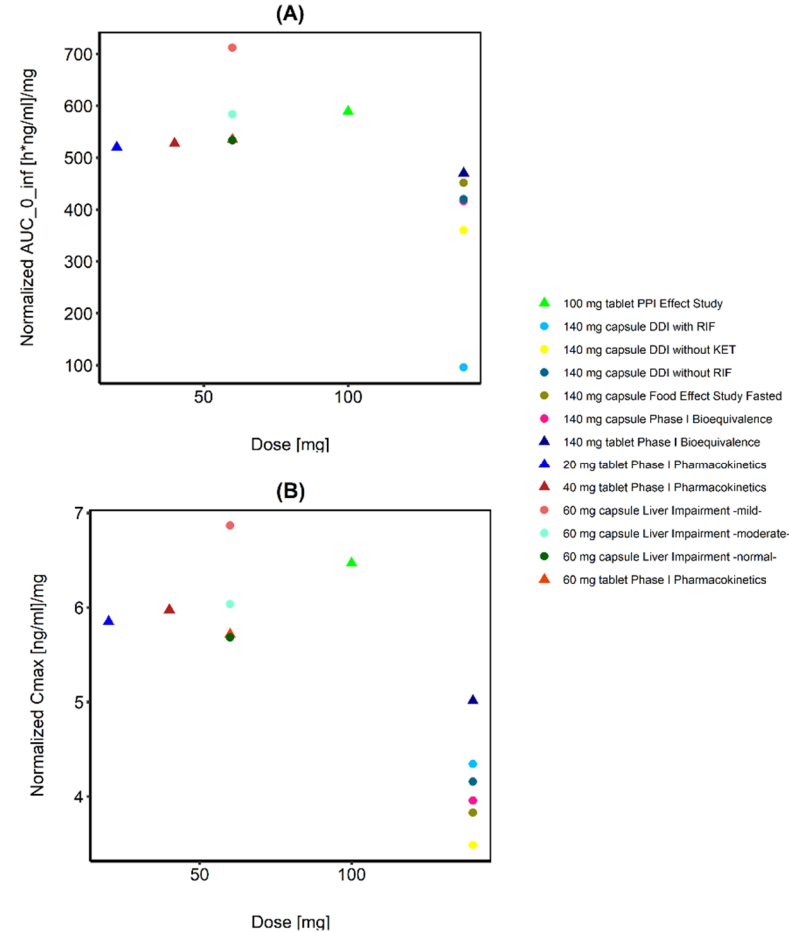 (A)
Normalized AUC_0_inf [h*ng/ml]/mg
700
600
500
400
300
200
100
50
100
Dose [mg]
100 mg tablet PPI Effect Study
140 mg capsule DDI with RIF
140 mg capsule DDI without KET
140 mg capsule DDI without RIF
140 mg capsule Food Effect Study Fasted
140 mg capsule Phase I Bioequivalence
140 mg tablet Phase I Bioequivalence
20 mg tablet Phase I Pharmacokinetics
40 mg tablet Phase I Pharmacokinetics
60 mg capsule Liver Impairment -mild-
60 mg capsule Liver Impairment -moderate-
60 mg capsule Liver Impairment -normal-
60 mg tablet Phase I Pharmacokinetics
(B)
Normalized Cmax [ng/ml]/mg
7
6
5
4
50
100
Dose [mg]